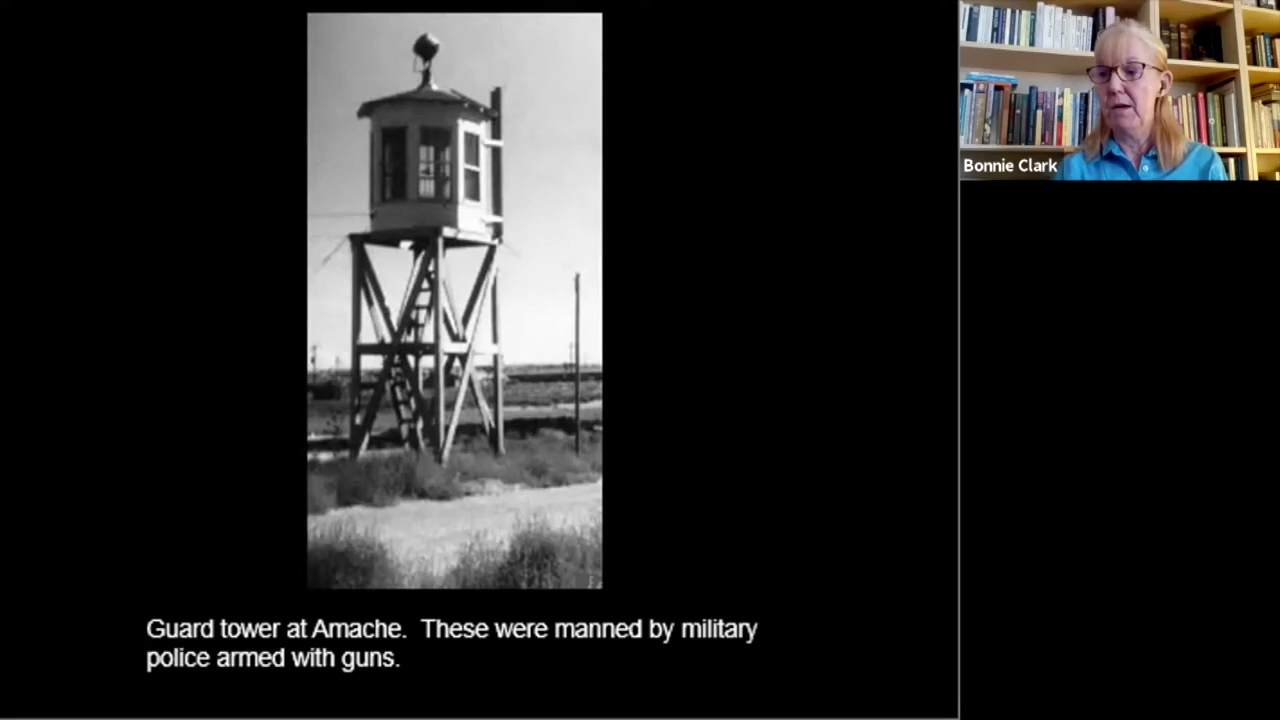 Bonnie Clark
Guard tower at Amache.  These were manned by military
police armed with guns.